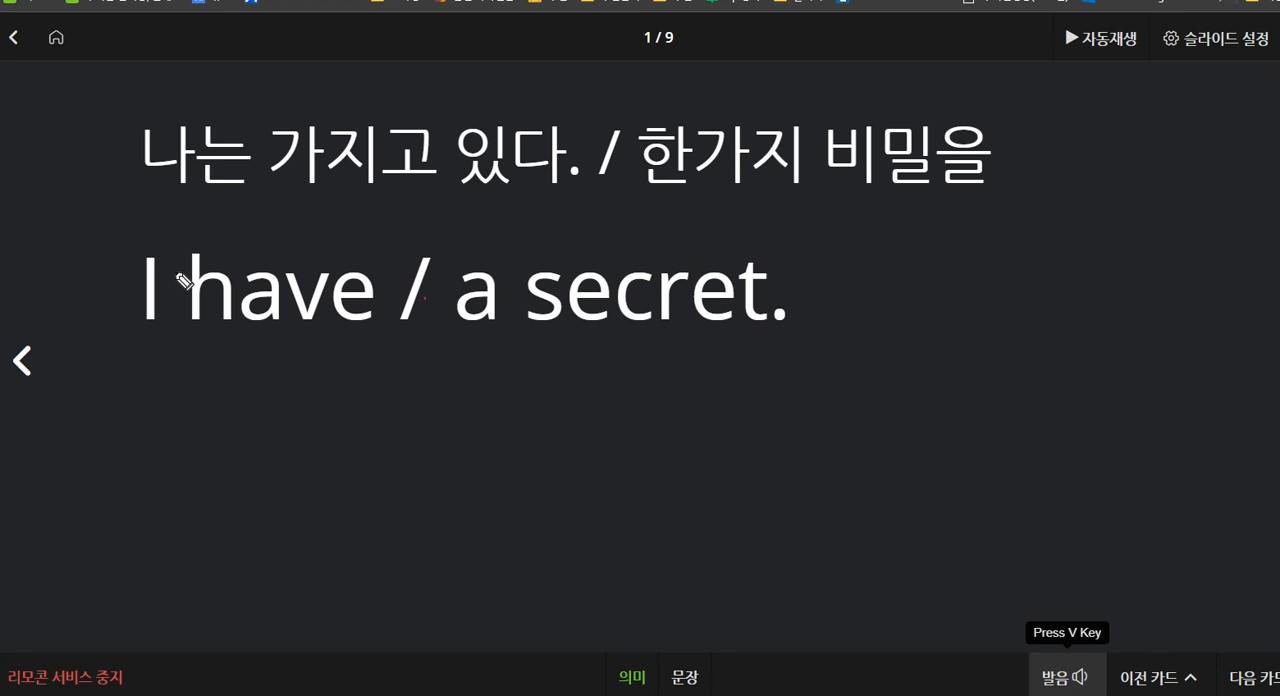 1 / 9
자동재생
슬라이드 설정
나는 가지고 있다. / 한가지 비밀을
I have / a secret.
Press V Key
리모콘 서비스 중지
의미
문장
발음
이전 카드
다음